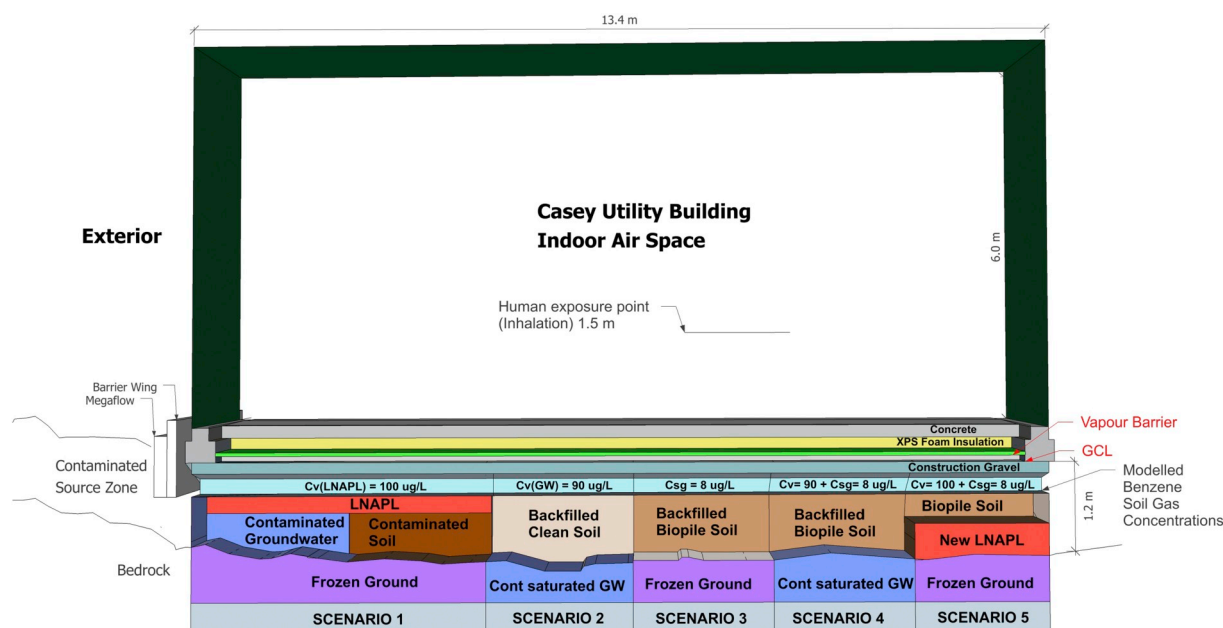 13.4 m
Exterior
Casey Utility Building
Indoor Air Space
6.0 m
Human exposure point
(Inhalation) 1.5 m
Barrier Wing
Megaflow
Contaminated
Source Zone
Bedrock
Concrete
XPS Foam Insulation
Construction Gravel
Vapour Barrier
GCL
Modelled
Benzene
Soil Gas
Concentrations
1.2 m
Cv(LNAPL) = 100 ug/L
Cv(GW) = 90 ug/L
Csg = 8 ug/L
Cv= 90 + Csg= 8 ug/L
Cv= 100 + Csg= 8 ug/L
LNAPL
Contaminated
Groundwater
Contaminated
Soil
Backfilled
Clean Soil
Backfilled
Biopile Soil
Backfilled
Biopile Soil
Biopile Soil
New LNAPL
Frozen Ground
Cont saturated GW
Frozen Ground
Cont saturated GW
Frozen Ground
SCENARIO 1
SCENARIO 2
SCENARIO 3
SCENARIO 4
SCENARIO 5